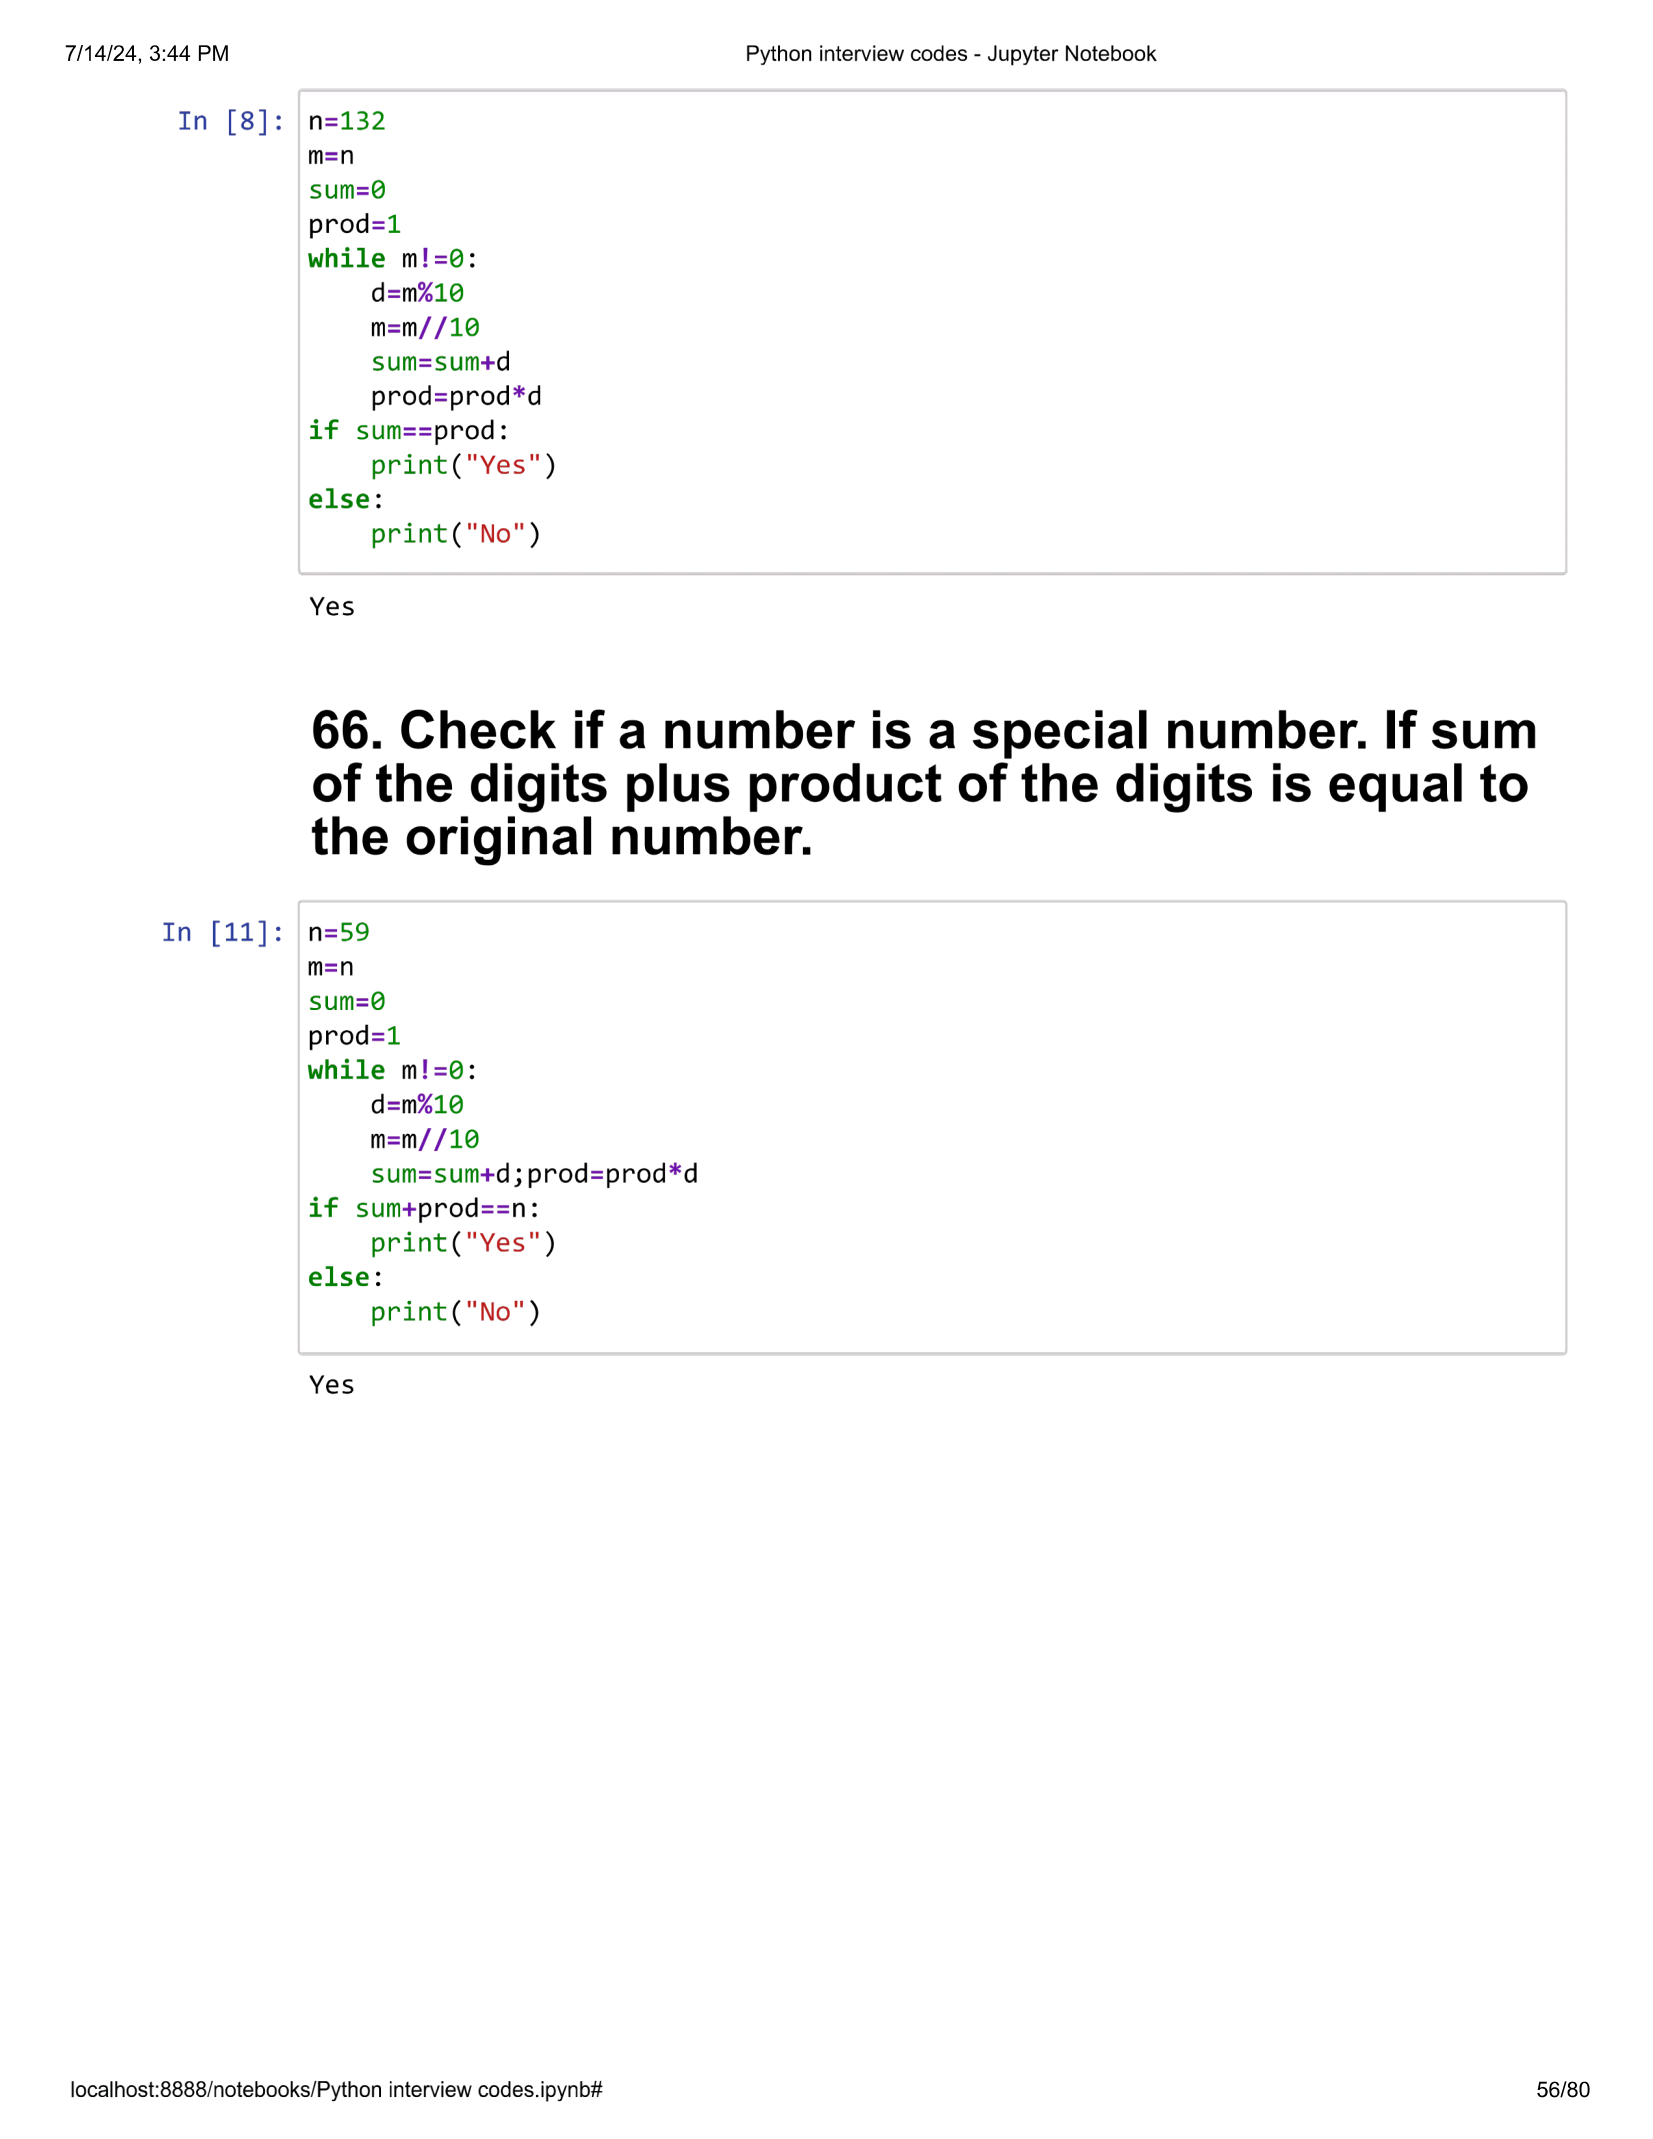 7/14/24, 3:44 PM
Python interview codes - Jupyter Notebook
In [8]:
n=132
m=n
sum=0
prod=1
while m!=0:
    d=m%10
    m=m//10
    sum=sum+d
    prod=prod*d
if sum==prod:
    print("Yes")
else:
    print("No")
Yes
66. Check if a number is a special number. If sum
of the digits plus product of the digits is equal to
the original number.
In [11]:
n=59
m=n
sum=0
prod=1
while m!=0:
    d=m%10
    m=m//10
    sum=sum+d;prod=prod*d
if sum+prod==n:
    print("Yes")
else:
    print("No")
Yes
localhost:8888/notebooks/Python interview codes.ipynb#
56/80